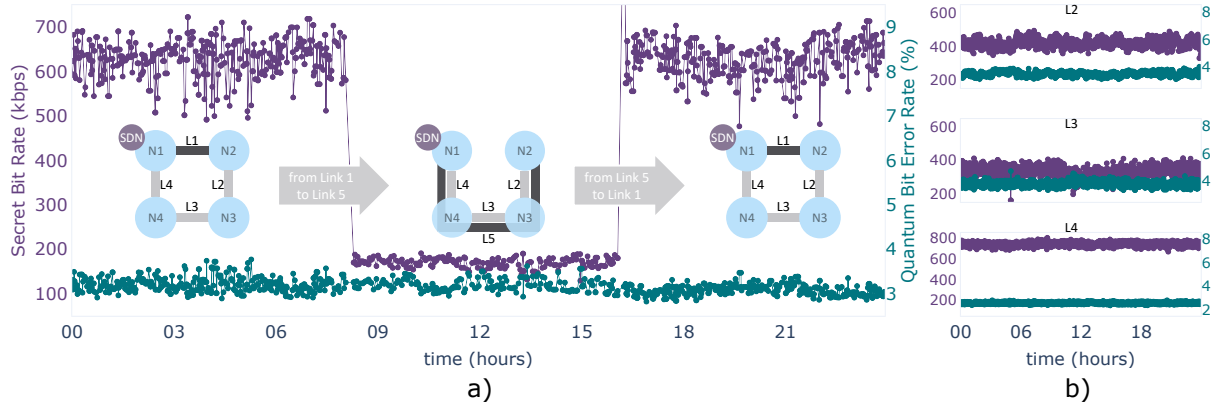 Secret Bit Rate (kbps)
700
600
500
400
300
200
100
00
03
06
09
12
15
18
21
time (hours)
9
8
7
6
5
4
3
Quantum Bit Error Rate (%)
SDN
N1
L1
N2
L4
L2
L3
N4
N3
from Link 1
to Link 5
SDN
N1
N2
L4
L2
L3
N4
N3
L5
from Link 5
to Link 1
SDN
N1
L1
N2
L4
L2
L3
N4
N3
a)
L2
600
400
200
8
6
4
L3
600
400
200
8
6
4
L4
800
600
400
200
8
6
4
2
00
06
12
18
time (hours)
b)